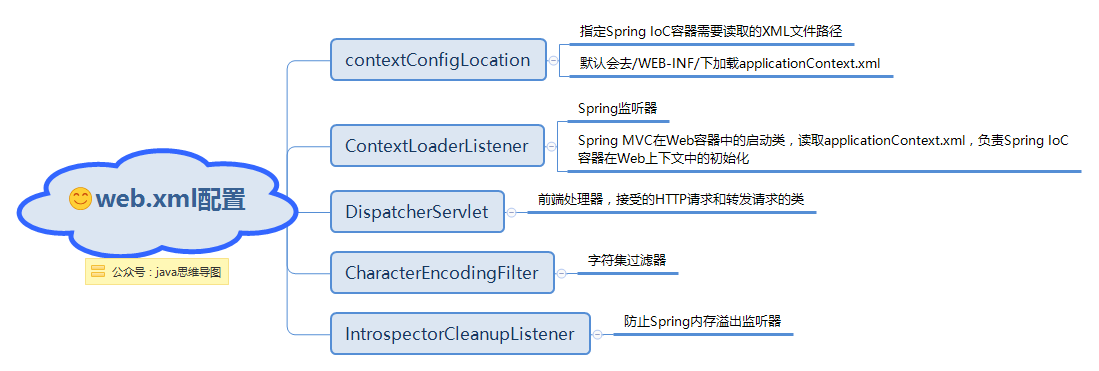 web.xml配置
公众号：java思维导图
contextConfigLocation
指定Spring IoC容器需要读取的XML文件路径
默认会去/WEB-INF/下加载applicationContext.xml
ContextLoaderListener
Spring监听器
Spring MVC在Web容器中的启动类，读取applicationContext.xml，负责Spring IoC
容器在Web上下文中的初始化
DispatcherServlet
前端处理器，接受的HTTP请求和转发请求的类
CharacterEncodingFilter
字符集过滤器
IntrospectorCleanupListener
防止Spring内存溢出监听器